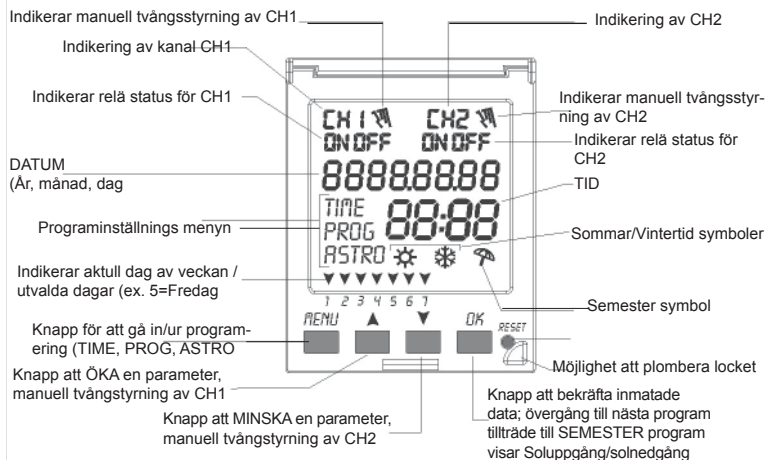 Indikerar manuell tvångsstyrning av CH1
Indikering av CH2
Indikering av kanal CH1
Indikerar relä status för CH1
Indikerar manuell tvångsstyr-
ning av CH2
Indikerar relä status för
CH2
CH1 CH2
ON OFF ON OFF
DATUM
(År, månad, dag
8888.88.88
TID
TIME
88:88
PROG
Programinställnings menyn
ASTRO
Sommar/Vintertid symboler
Indikerar aktull dag av veckan /
utvalda dagar (ex. 5=Fredag
1 2 3 4 5 6 7
Semester symbol
MENU OK RESET
Knapp för att gå in/ur program-
ering (TIME, PROG, ASTRO
Möjlighet att plombera locket
Knapp att ÖKA en parameter,
manuell tvångstyrning av CH1
Knapp att MINSKA en parameter,
manuell tvångstyrning av CH2
Knapp att bekräfta inmatade
data; övergång till nästa program
tillträde till SEMESTER program
visar Soluppgång/solnedgång